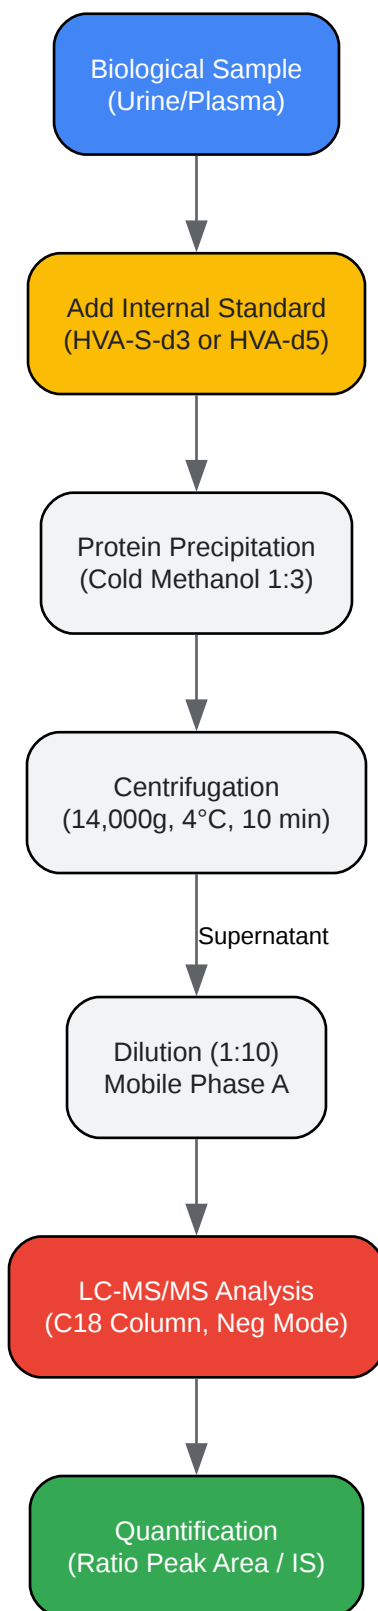 Biological Sample
(Urine/Plasma)
Add Internal Standard
(HVA-S-d3 or HVA-d5)
Protein Precipitation
(Cold Methanol 1:3)
Centrifugation
(14,000g, 4°C, 10 min)
Supernatant
Dilution (1:10)
Mobile Phase A
LC-MS/MS Analysis
(C18 Column, Neg Mode)
Quantification
(Ratio Peak Area / IS)